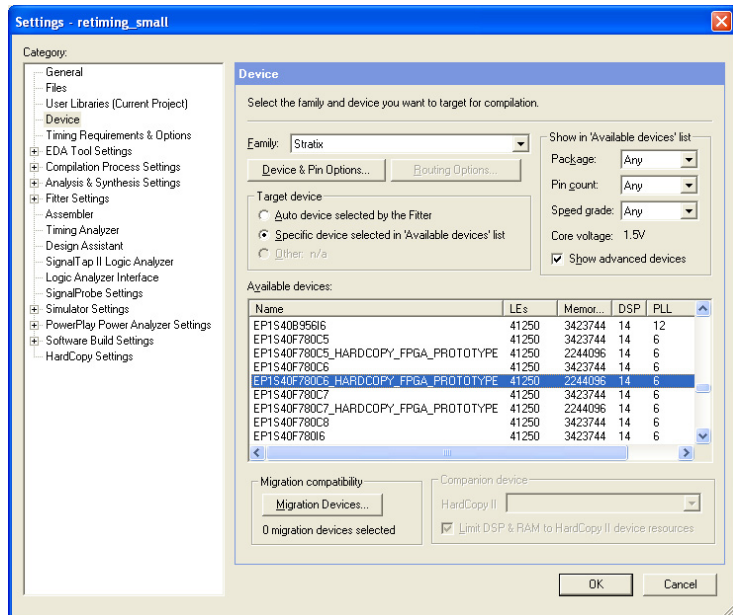 Settings - retiming_small
Category:
General
Files
User Libraries (Current Project)
Device
Timing Requirements & Options
EDA Tool Settings
Compilation Process Settings
Analysis & Synthesis Settings
Fitter Settings
Assembler
Timing Analyzer
Design Assistant
SignalTap II Logic Analyzer
Logic Analyzer Interface
SignalProbe Settings
Simulator Settings
PowerPlay Power Analyzer Settings
Software Build Settings
HardCopy Settings
Device
Select the family and device you want to target for compilation.
Family: Stratix
Device & Pin Options... Routing Options...
Target device
Auto device selected by the Fitter
Specific device selected in 'Available devices' list
Other: n/a
Show in 'Available devices' list
Package: Any
Pin count: Any
Speed grade: Any
Core voltage: 1.5V
Show advanced devices
Available devices:
Name LEs Memor... DSP PLL
EP1S40B956I6 41250 3423744 14 12
EP1S40F780C5 41250 3423744 14 6
EP1S40F780C5_HARDCOPY_FPGA_PROTOTYPE 41250 2244096 14 6
EP1S40F780C6 41250 3423744 14 6
EP1S40F780C6_HARDCOPY_FPGA_PROTOTYPE 41250 2244096 14 6
EP1S40F780C7 41250 3423744 14 6
EP1S40F780C7_HARDCOPY_FPGA_PROTOTYPE 41250 2244096 14 6
EP1S40F780C8 41250 3423744 14 6
EP1S40F780I6 41250 3423744 14 6
Migration compatibility
Migration Devices...
0 migration devices selected
Companion device
HardCopy II
Limit DSP & RAM to HardCopy II device resources
OK Cancel